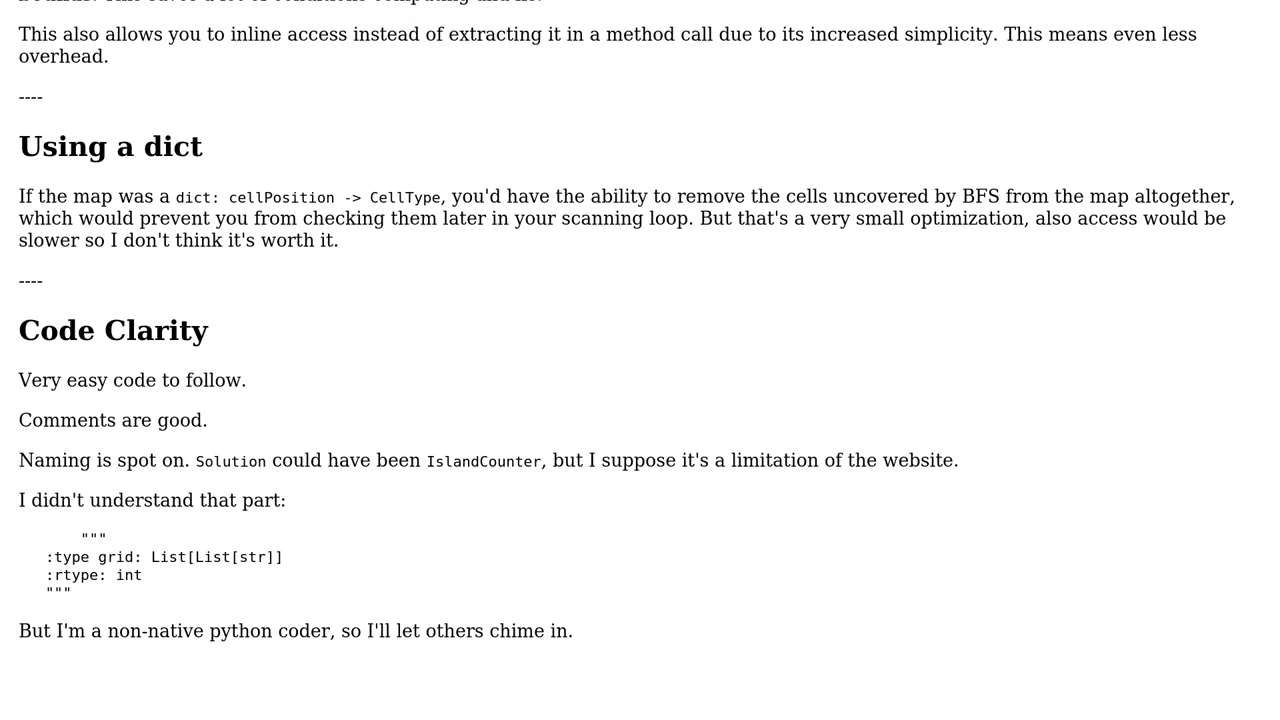 This also allows you to inline access instead of extracting it in a method call due to its increased simplicity. This means even less
overhead.
----
Using a dict
If the map was a dict: cellPosition -> CellType, you'd have the ability to remove the cells uncovered by BFS from the map altogether,
which would prevent you from checking them later in your scanning loop. But that's a very small optimization, also access would be
slower so I don't think it's worth it.
----
Code Clarity
Very easy code to follow.
Comments are good.
Naming is spot on. Solution could have been IslandCounter, but I suppose it's a limitation of the website.
I didn't understand that part:
"""
:type grid: List[List[str]]
:rtype: int
"""
But I'm a non-native python coder, so I'll let others chime in.